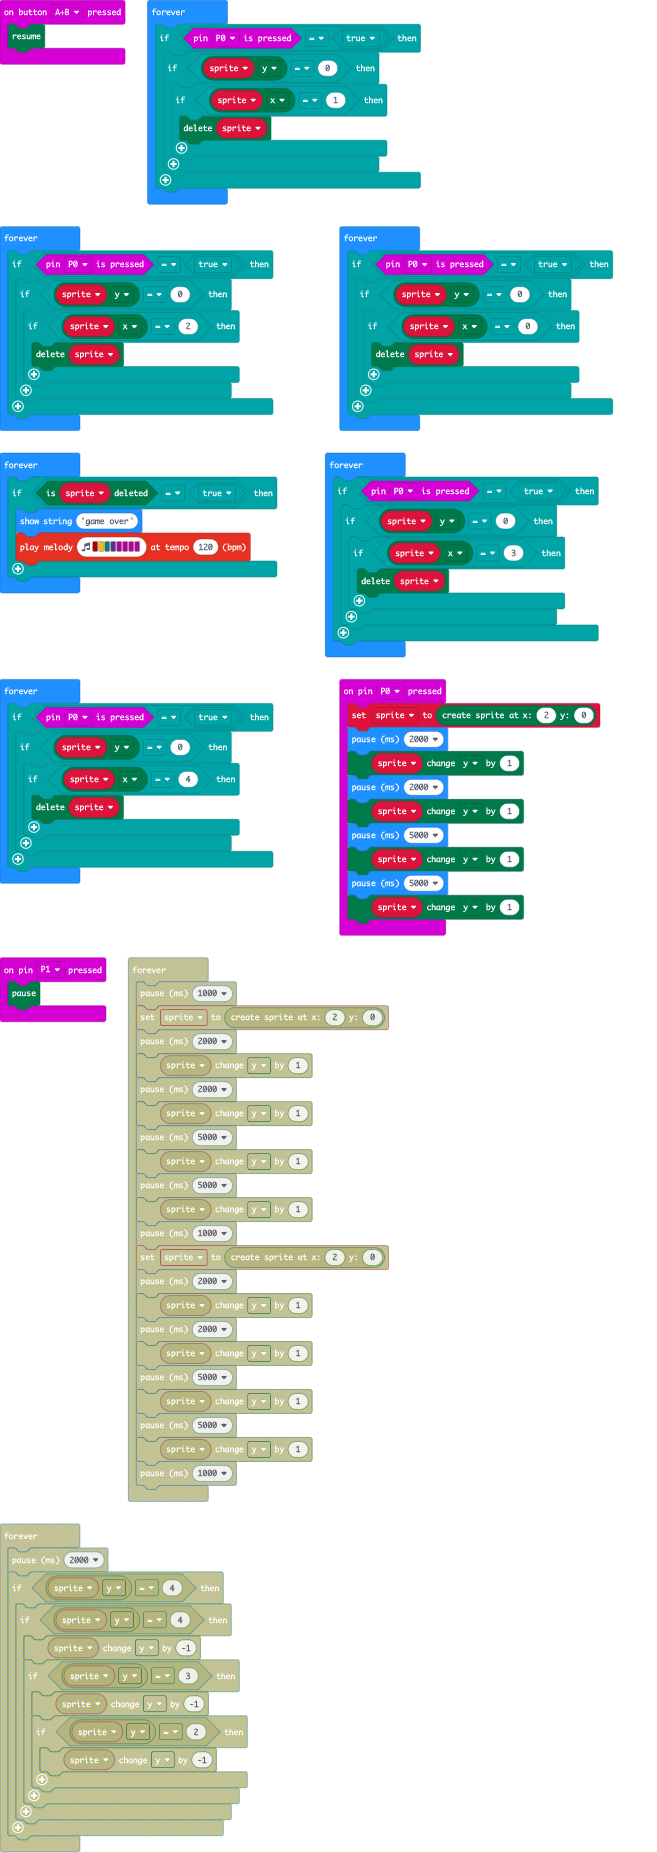 on button A+B pressed
resume
forever
if pin P0 is pressed = true then
if sprite y = 0 then
if sprite x = 1 then
delete sprite
forever
if pin P0 is pressed = true then
if sprite y = 0 then
if sprite x = 2 then
delete sprite
forever
if pin P0 is pressed = true then
if sprite y = 0 then
if sprite x = 0 then
delete sprite
forever
if is sprite deleted = true then
show string "game over"
play melody at tempo 120 (bpm)
forever
if pin P0 is pressed = true then
if sprite y = 0 then
if sprite x = 3 then
delete sprite
forever
if pin P0 is pressed = true then
if sprite y = 0 then
if sprite x = 4 then
delete sprite
on pin P0 pressed
set sprite to create sprite at x: 2 y: 0
pause (ms) 2000
sprite change y by 1
pause (ms) 2000
sprite change y by 1
pause (ms) 5000
sprite change y by 1
pause (ms) 5000
sprite change y by 1
on pin P1 pressed
pause
forever
pause (ms) 1000
set sprite to create sprite at x: 2 y: 0
pause (ms) 2000
sprite change y by 1
pause (ms) 2000
sprite change y by 1
pause (ms) 5000
sprite change y by 1
pause (ms) 5000
sprite change y by 1
pause (ms) 1000
set sprite to create sprite at x: 2 y: 0
pause (ms) 2000
sprite change y by 1
pause (ms) 2000
sprite change y by 1
pause (ms) 5000
sprite change y by 1
pause (ms) 5000
sprite change y by 1
pause (ms) 1000
forever
pause (ms) 2000
if sprite y = 4 then
if sprite y = 4 then
sprite change y by -1
if sprite y = 3 then
sprite change y by -1
if sprite y = 2 then
sprite change y by -1